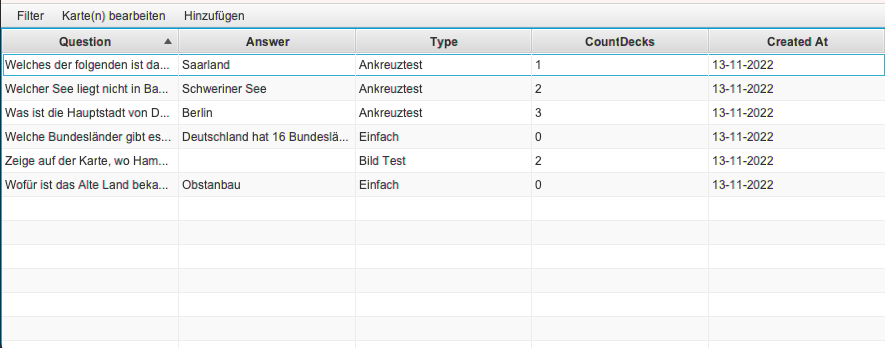 Filter Karte(n) bearbeiten Hinzufügen
Question Answer Type CountDecks Created At
Welches der folgenden ist da... Saarland Ankreuztest 1 13-11-2022
Welcher See liegt nicht in Ba... Schweriner See Ankreuztest 2 13-11-2022
Was ist die Hauptstadt von D... Berlin Ankreuztest 3 13-11-2022
Welche Bundesländer gibt es... Deutschland hat 16 Bundeslä... Einfach 0 13-11-2022
Zeige auf der Karte, wo Ham... Bild Test 2 13-11-2022
Wofür ist das Alte Land beka... Obstanbau Einfach 0 13-11-2022